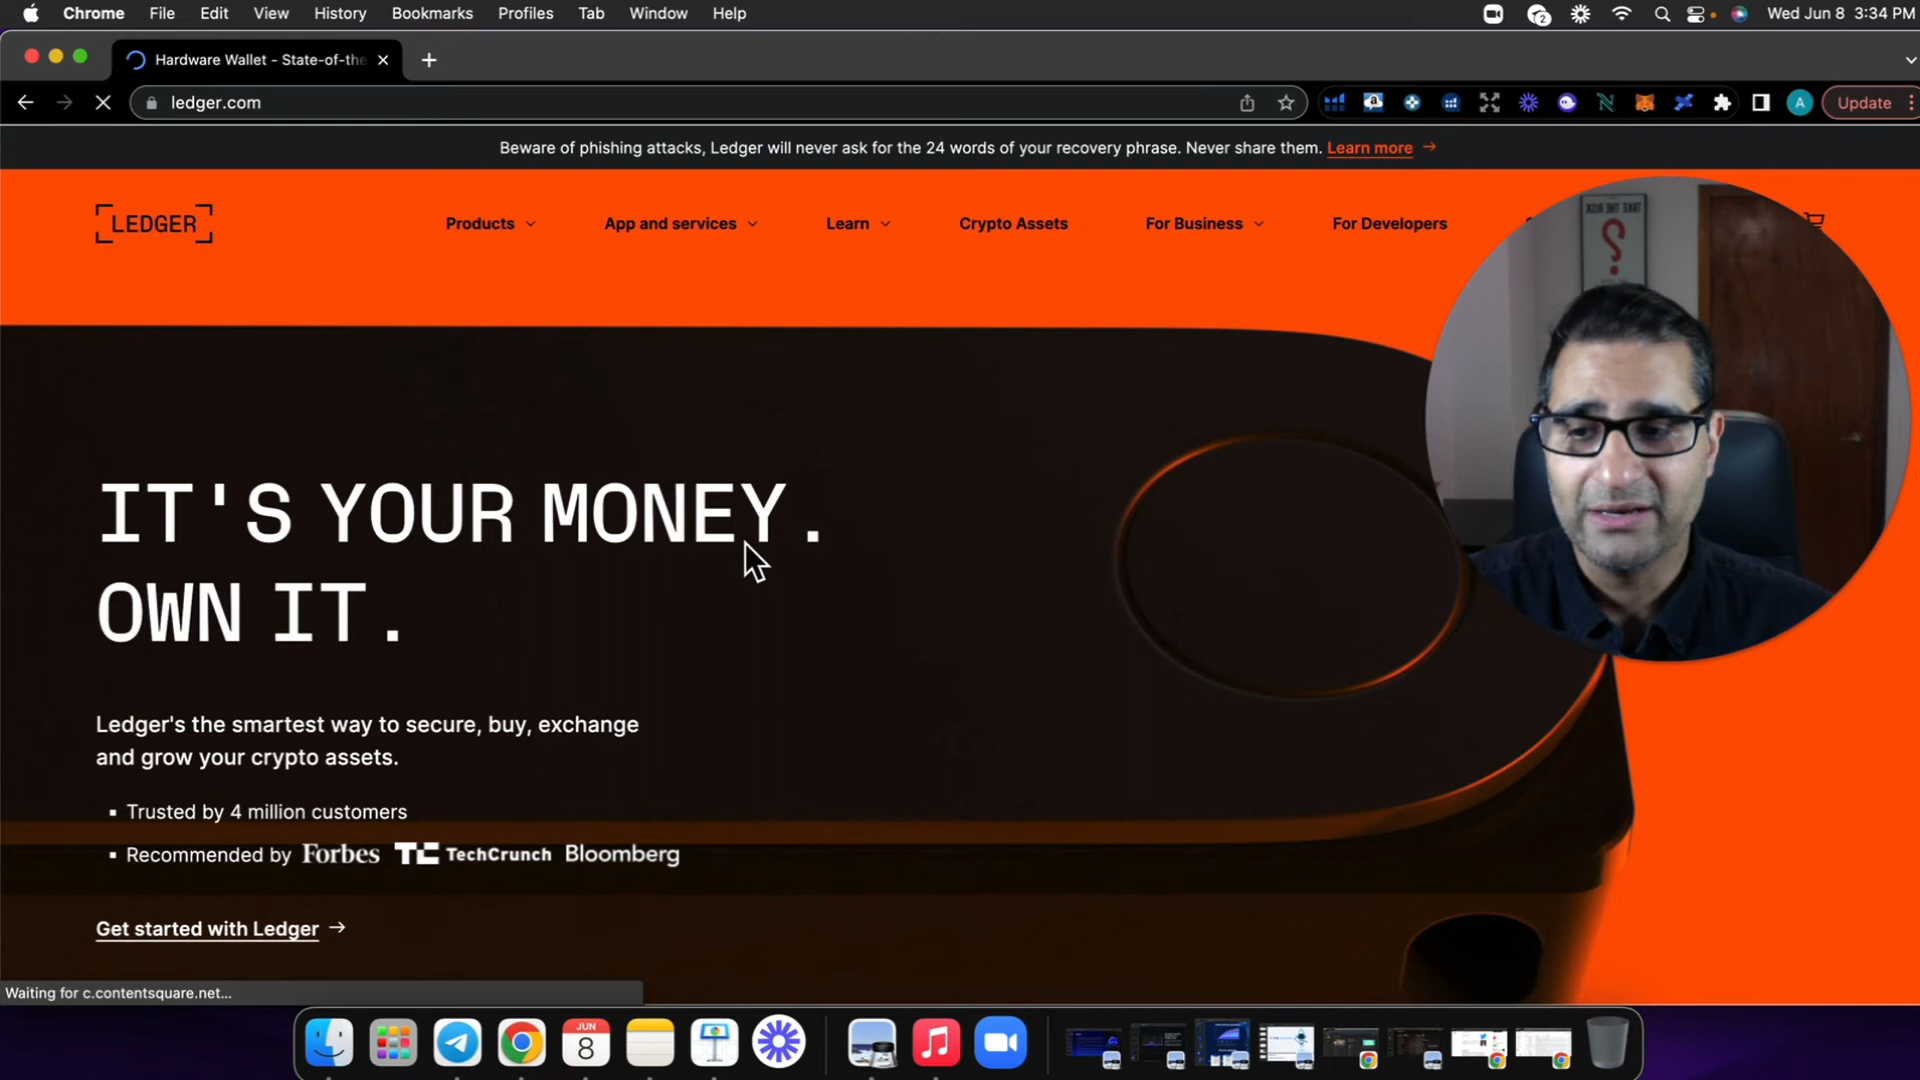 Chrome File Edit View History Bookmarks Profiles Tab Window Help
2
Wed Jun 8 3:34 PM
Hardware Wallet - State-of-the
ledger.com
A
Update
Beware of phishing attacks, Ledger will never ask for the 24 words of your recovery phrase. Never share them. Learn more →
LEDGER
Products App and services Learn Crypto Assets For Business For Developers
IT'S YOUR MONEY.
OWN IT.
Ledger's the smartest way to secure, buy, exchange
and grow your crypto assets.
▪ Trusted by 4 million customers
▪ Recommended by Forbes TC TechCrunch Bloomberg
Get started with Ledger →
Waiting for c.contentsquare.net...
JUN
8